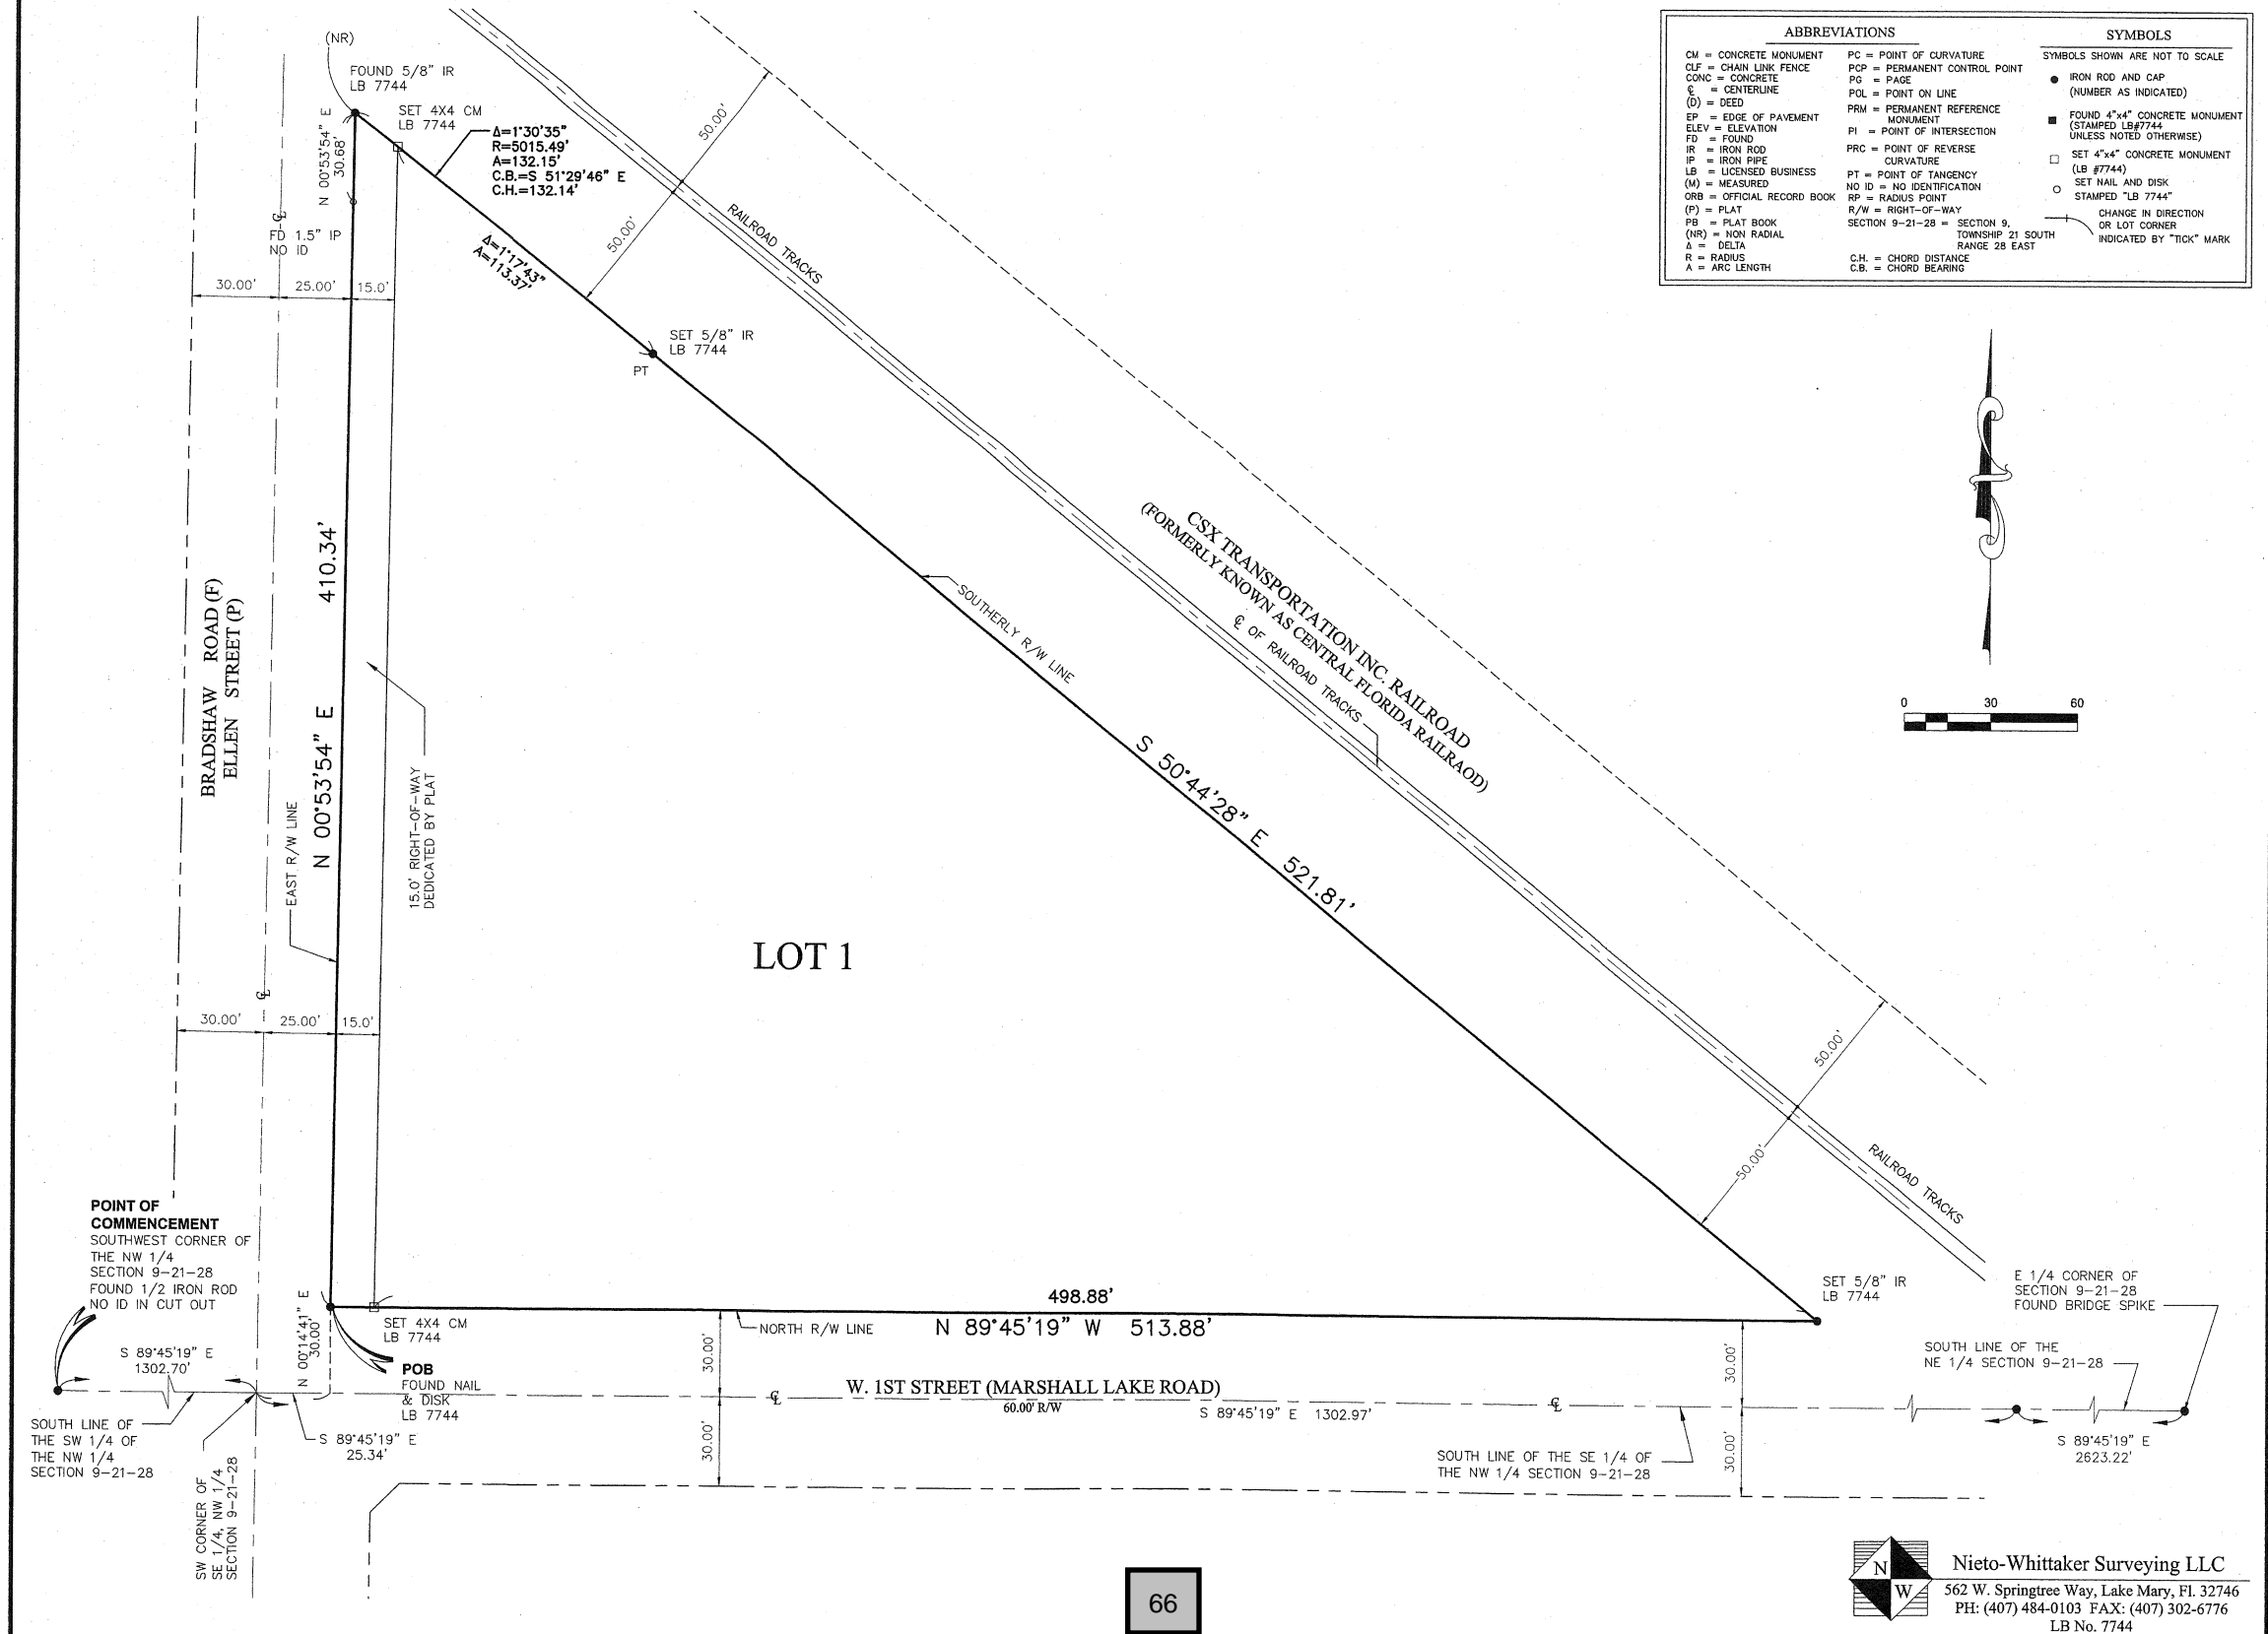 (NR)
FOUND 5/8" IR
LB 7744
SET 4X4 CM
LB 7744
N 00°53'54" E
30.68'
Δ=1°30'35"
R=5015.49'
A=132.15'
C.B.=S 51°29'46" E
C.H.=132.14'
℄
FD 1.5" IP
NO ID
30.00'
25.00'
15.0'
Δ=1°17'43"
A=113.37'
50.00'
50.00'
RAILROAD TRACKS
SET 5/8" IR
LB 7744
PT
ABBREVIATIONS
CM = CONCRETE MONUMENT
CLF = CHAIN LINK FENCE
CONC = CONCRETE
℄ = CENTERLINE
(D) = DEED
EP = EDGE OF PAVEMENT
ELEV = ELEVATION
FD = FOUND
IR = IRON ROD
IP = IRON PIPE
LB = LICENSED BUSINESS
(M) = MEASURED
ORB = OFFICIAL RECORD BOOK
(P) = PLAT
PB = PLAT BOOK
(NR) = NON RADIAL
Δ = DELTA
R = RADIUS
A = ARC LENGTH
PC = POINT OF CURVATURE
PCP = PERMANENT CONTROL POINT
PG = PAGE
POL = POINT ON LINE
PRM = PERMANENT REFERENCE
MONUMENT
PI = POINT OF INTERSECTION
PRC = POINT OF REVERSE
CURVATURE
PT = POINT OF TANGENCY
NO ID = NO IDENTIFICATION
RP = RADIUS POINT
R/W = RIGHT-OF-WAY
SECTION 9-21-28 = SECTION 9,
TOWNSHIP 21 SOUTH
RANGE 28 EAST
C.H. = CHORD DISTANCE
C.B. = CHORD BEARING
SYMBOLS
SYMBOLS SHOWN ARE NOT TO SCALE
IRON ROD AND CAP
(NUMBER AS INDICATED)
FOUND 4"x4" CONCRETE MONUMENT
(STAMPED LB#7744
UNLESS NOTED OTHERWISE)
SET 4"x4" CONCRETE MONUMENT
(LB #7744)
SET NAIL AND DISK
STAMPED "LB 7744"
CHANGE IN DIRECTION
OR LOT CORNER
INDICATED BY "TICK" MARK
0 30 60
BRADSHAW ROAD (F)
ELLEN STREET (P)
EAST R/W LINE
N 00°53'54" E 410.34'
15.0' RIGHT-OF-WAY
DEDICATED BY PLAT
SOUTHERLY R/W LINE
CSX TRANSPORTATION INC. RAILROAD
(FORMERLY KNOWN AS CENTRAL FLORIDA RAILRAOD)
℄ OF RAILROAD TRACKS
S 50°44'28" E 521.81'
LOT 1
℄
30.00'
25.00'
15.0'
50.00'
50.00'
RAILROAD TRACKS
POINT OF
COMMENCEMENT
SOUTHWEST CORNER OF
THE NW 1/4
SECTION 9-21-28
FOUND 1/2 IRON ROD
NO ID IN CUT OUT
S 89°45'19" E
1302.70'
SOUTH LINE OF
THE SW 1/4 OF
THE NW 1/4
SECTION 9-21-28
SW CORNER OF
SE 1/4, NW 1/4
SECTION 9-21-28
N 00°14'41" E
30.00'
S 89°45'19" E
25.34'
SET 4X4 CM
LB 7744
POB
FOUND NAIL
& DISK
LB 7744
498.88'
NORTH R/W LINE
N 89°45'19" W 513.88'
30.00'
30.00'
℄
W. 1ST STREET (MARSHALL LAKE ROAD)
60.00' R/W
S 89°45'19" E 1302.97'
℄
SOUTH LINE OF THE SE 1/4 OF
THE NW 1/4 SECTION 9-21-28
30.00'
30.00'
SET 5/8" IR
LB 7744
E 1/4 CORNER OF
SECTION 9-21-28
FOUND BRIDGE SPIKE
SOUTH LINE OF THE
NE 1/4 SECTION 9-21-28
S 89°45'19" E
2623.22'
66
N
W
Nieto-Whittaker Surveying LLC
562 W. Springtree Way, Lake Mary, Fl. 32746
PH: (407) 484-0103 FAX: (407) 302-6776
LB No. 7744